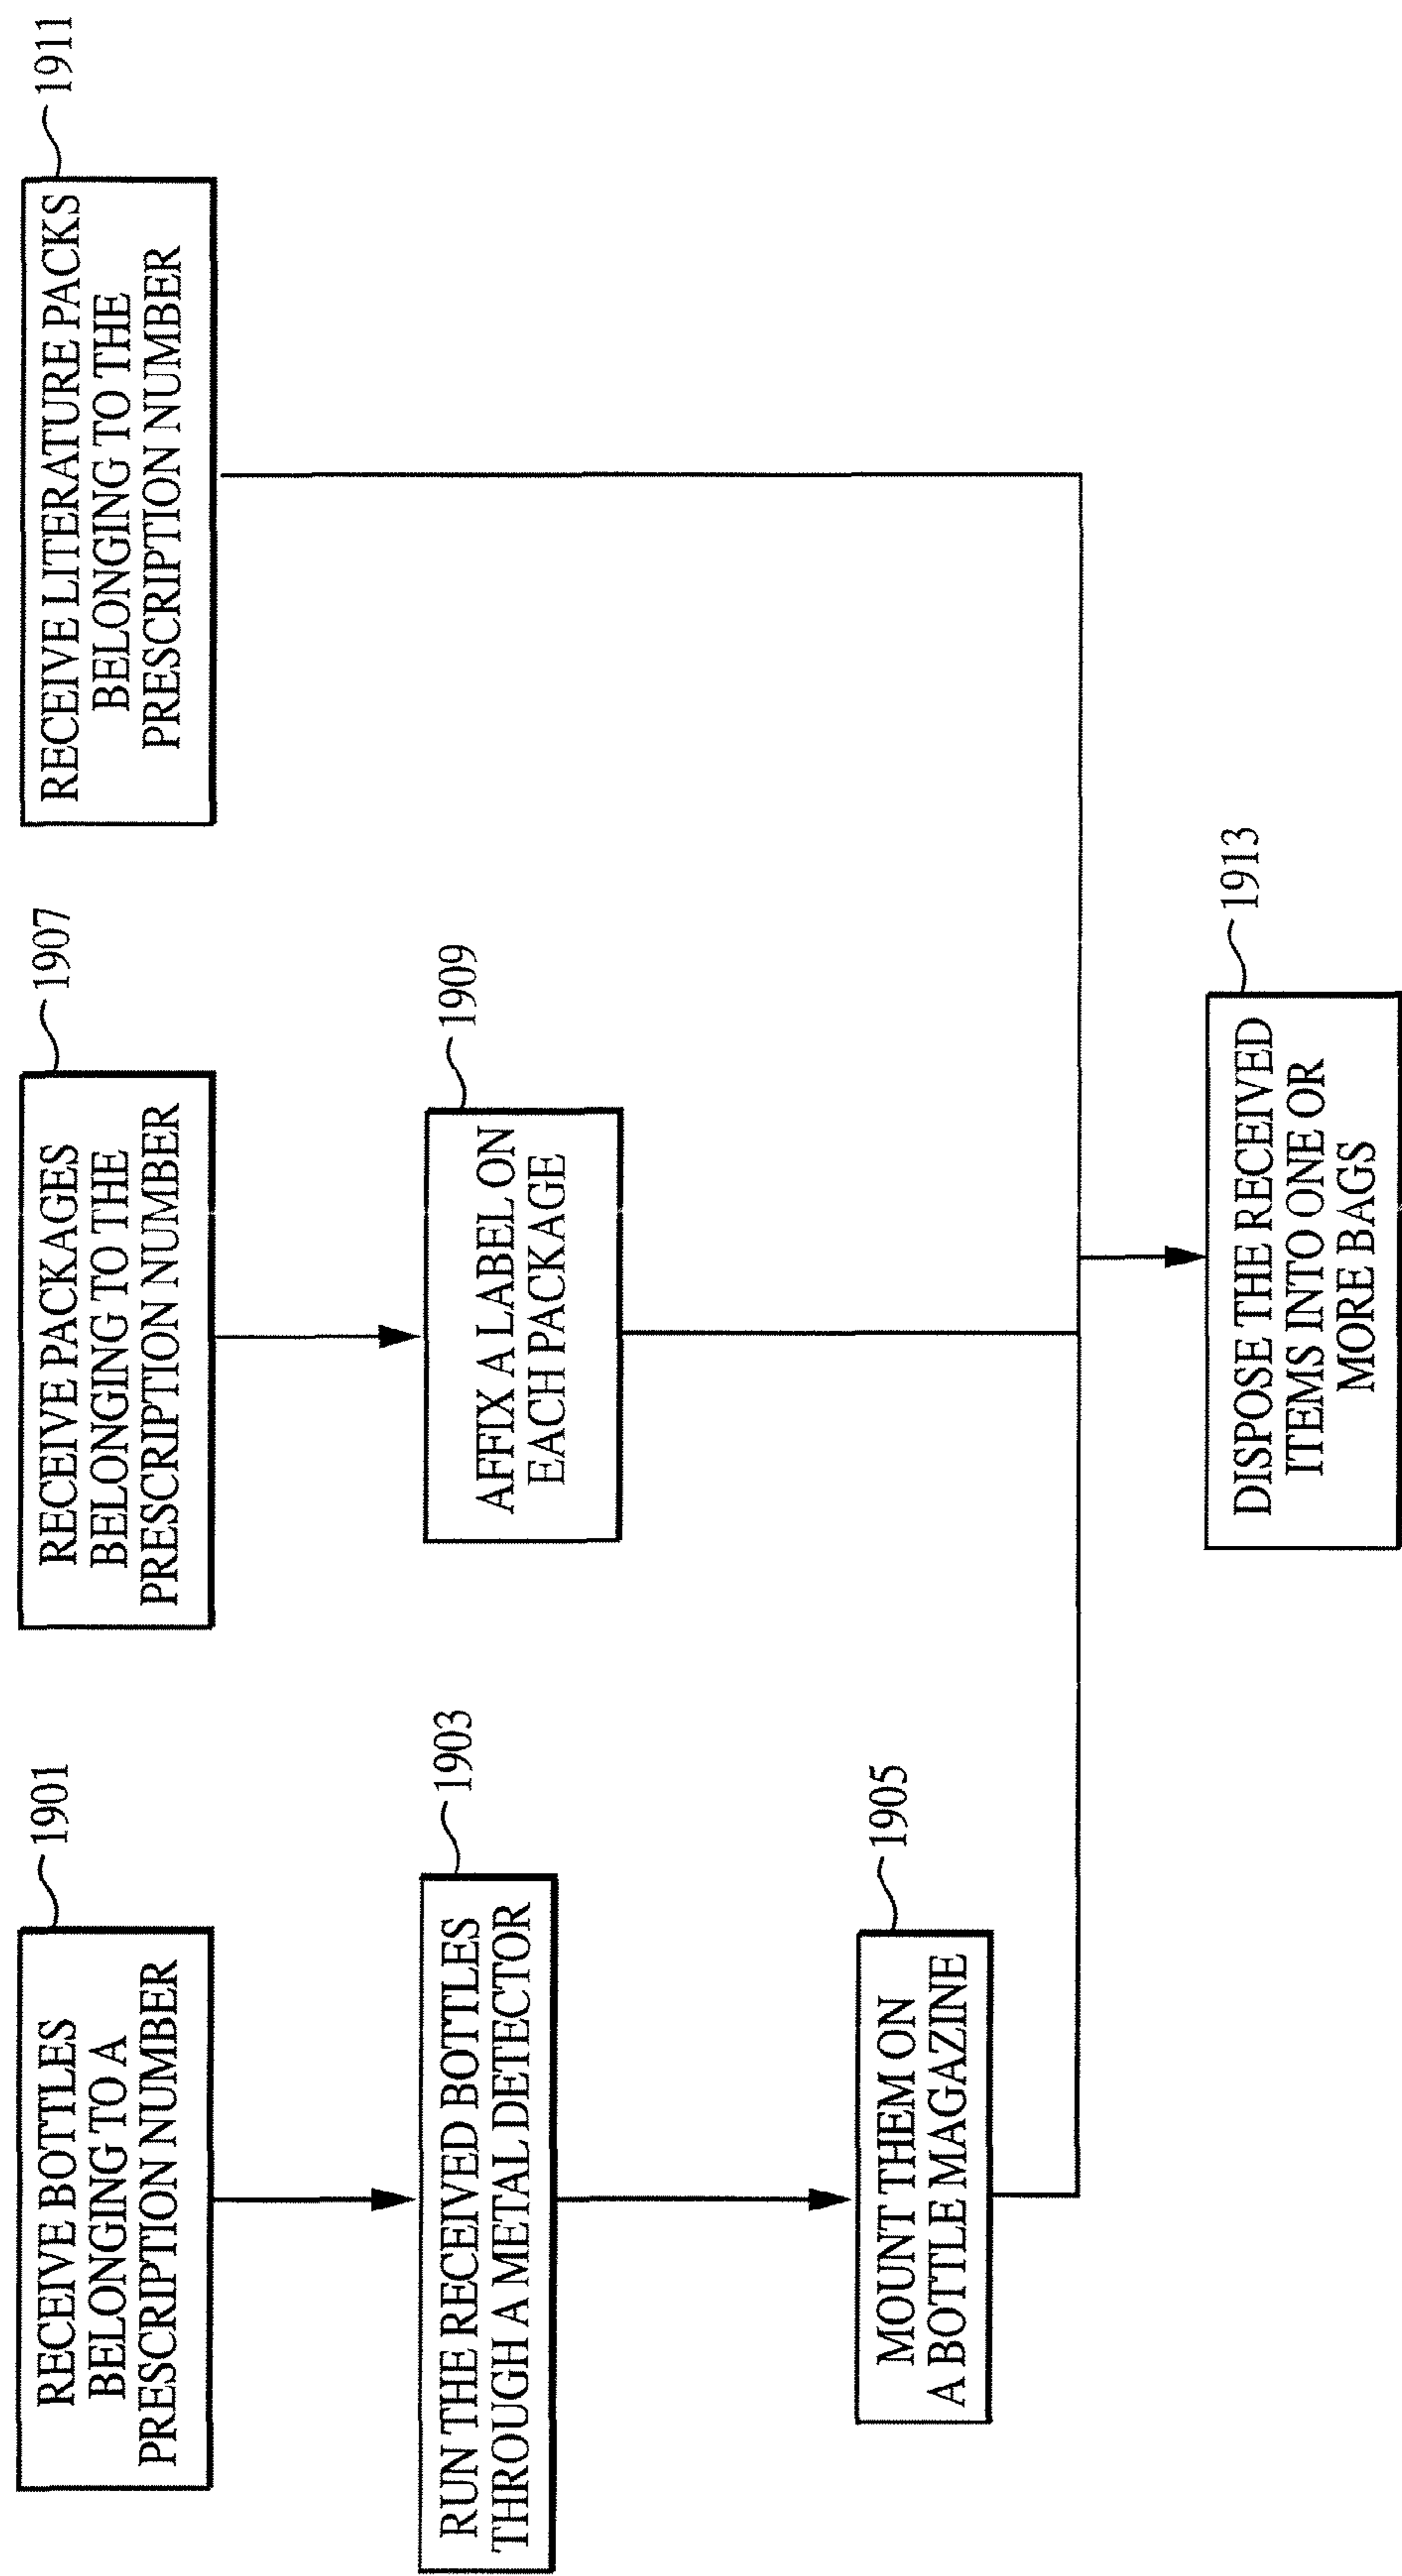 RECEIVE BOTTLES
BELONGING TO A
PRESCRIPTION NUMBER
1901
RUN THE RECEIVED BOTTLES
THROUGH A METAL DETECTOR
1903
MOUNT THEM ON
A BOTTLE MAGAZINE
1905
RECEIVE PACKAGES
BELONGING TO THE
PRESCRIPTION NUMBER
1907
AFFIX A LABEL ON
EACH PACKAGE
1909
RECEIVE LITERATURE PACKS
BELONGING TO THE
PRESCRIPTION NUMBER
1911
DISPOSE THE RECEIVED
ITEMS INTO ONE OR
MORE BAGS
1913